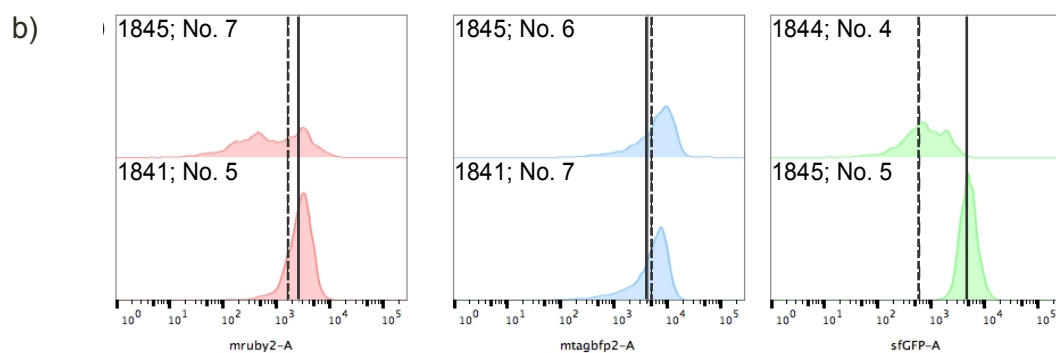 b)
)
1845; No. 7
1841; No. 5
10⁰ 10¹ 10² 10³ 10⁴ 10⁵
mruby2-A
1845; No. 6
1841; No. 7
10⁰ 10¹ 10² 10³ 10⁴ 10⁵
mtagbfp2-A
1844; No. 4
1845; No. 5
10⁰ 10¹ 10² 10³ 10⁴ 10⁵
sfGFP-A